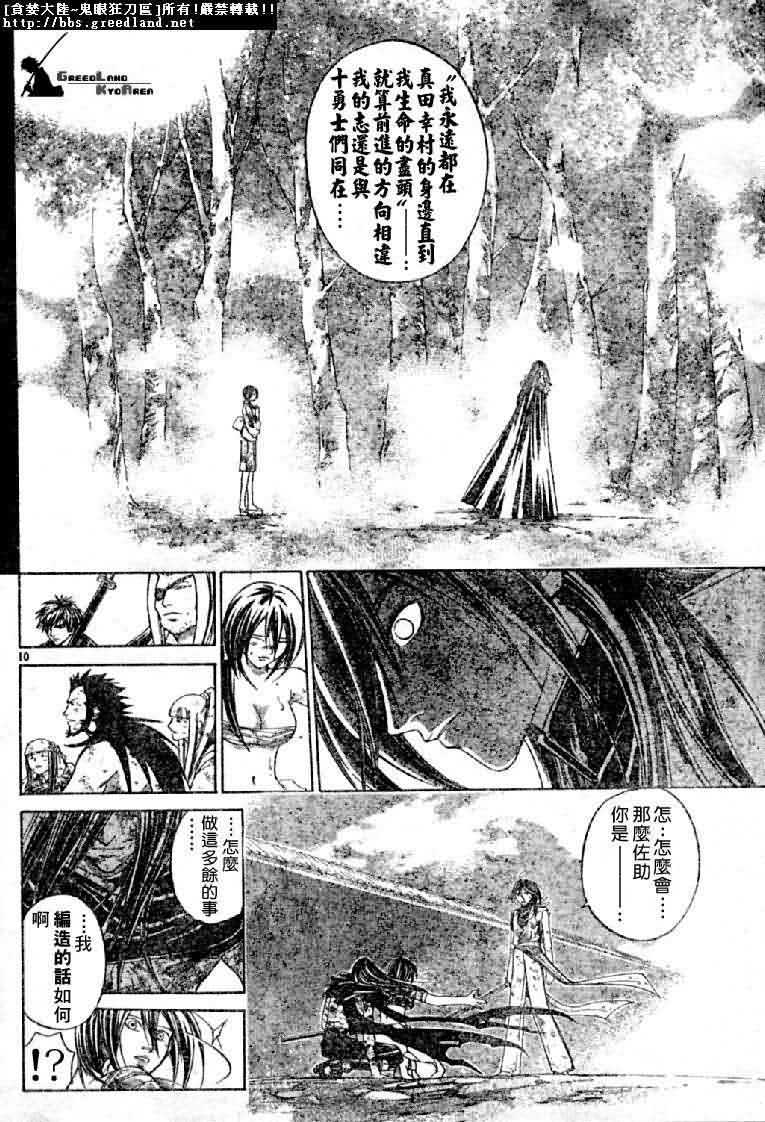 [貪婪大陸~鬼眼狂刀區]所有!嚴禁轉載!!
http://bbs.greedland.net
GREEDLAND
KYOAREA
“我永遠都在
真田幸村的身邊直到
我生命的盡頭”——…
就算前進的方向相違
我的志還是與
十勇士們同在……
10
怎…怎麼會…
那麼佐助
你是——…
…怎麼
做這多餘的事
……
…我
編造的話如何
啊
!?